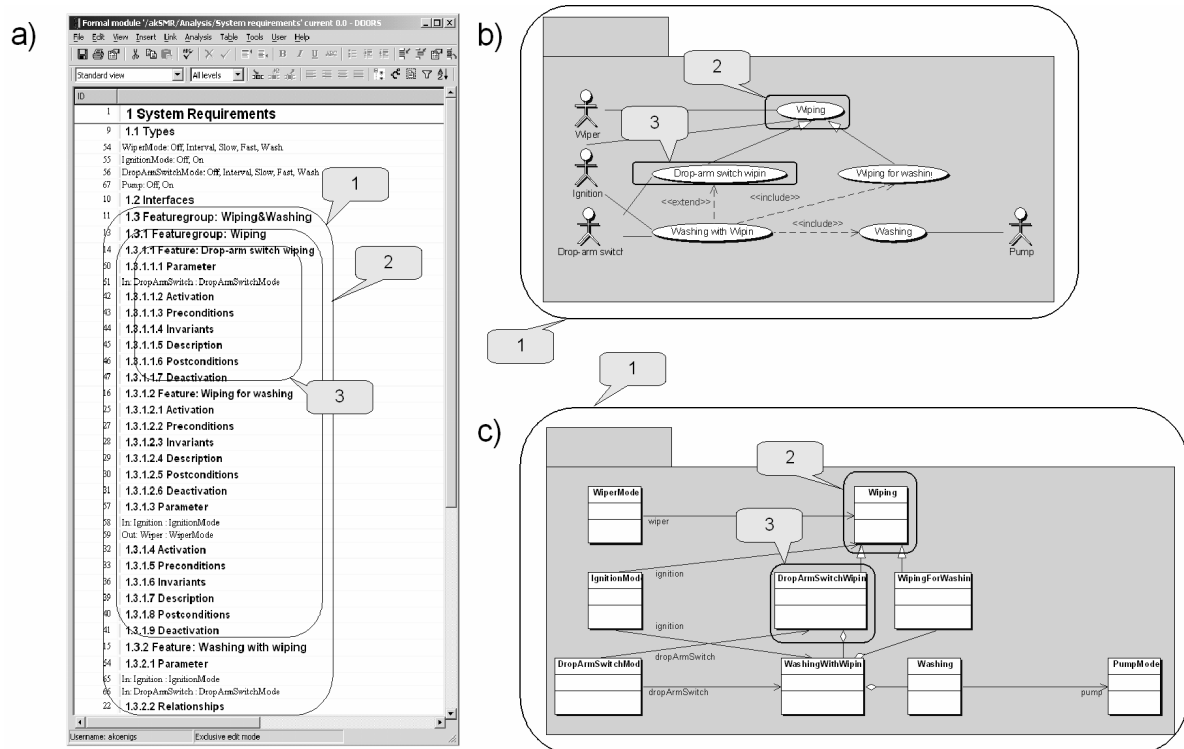 a)
Formal module '/akSMR/Analysis/System requirements' current 0.0 - DOORS
File Edit View Insert Link Analysis Table Tools User Help
Standard view
All levels
ID
1 1 System Requirements
9 1.1 Types
54 WiperMode: Off, Interval, Slow, Fast, Wash
55 IgnitionMode: Off, On
56 DropArmSwitchMode: Off, Interval, Slow, Fast, Wash
67 Pump: Off, On
10 1.2 Interfaces
11 1.3 Featuregroup: Wiping&Washing
13 1.3.1 Featuregroup: Wiping
14 1.3.1.1 Feature: Drop-arm switch wiping
60 1.3.1.1.1 Parameter
61 In: DropArmSwitch : DropArmSwitchMode
42 1.3.1.1.2 Activation
43 1.3.1.1.3 Preconditions
44 1.3.1.1.4 Invariants
45 1.3.1.1.5 Description
46 1.3.1.1.6 Postconditions
47 1.3.1.1.7 Deactivation
16 1.3.1.2 Feature: Wiping for washing
25 1.3.1.2.1 Activation
27 1.3.1.2.2 Preconditions
28 1.3.1.2.3 Invariants
29 1.3.1.2.4 Description
30 1.3.1.2.5 Postconditions
31 1.3.1.2.6 Deactivation
57 1.3.1.3 Parameter
58 In: Ignition : IgnitionMode
59 Out: Wiper : WiperMode
32 1.3.1.4 Activation
33 1.3.1.5 Preconditions
36 1.3.1.6 Invariants
39 1.3.1.7 Description
40 1.3.1.8 Postconditions
41 1.3.1.9 Deactivation
15 1.3.2 Feature: Washing with wiping
64 1.3.2.1 Parameter
65 In: Ignition : IgnitionMode
66 In: DropArmSwitch : DropArmSwitchMode
22 1.3.2.2 Relationships
Username: akoenigs
Exclusive edit mode
1
2
3
b)
2
Wiping
3
Wiper
Drop-arm switch wipin
Wiping for washin
Ignition
<<extend>>
<<include>>
<<include>>
Washing with Wipin
Washing
Drop-arm switch
Pump
1
1
c)
2
WiperMode
Wiping
wiper
3
ignition
IgnitionMode
DropArmSwitchWipin
WipingForWashin
ignition
dropArmSwitch
DropArmSwitchMod
WashingWithWipin
Washing
PumpMode
dropArmSwitch
pump